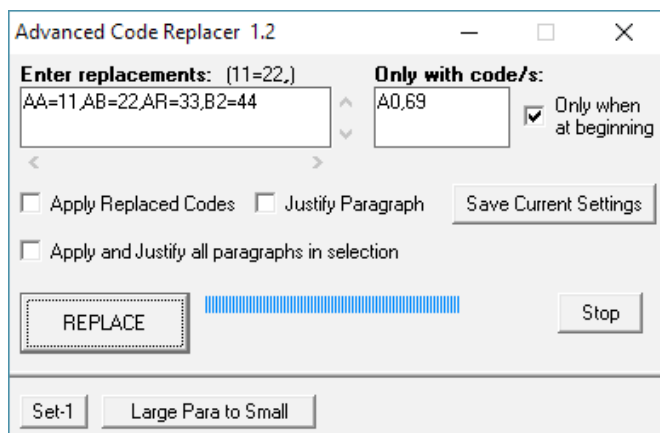 Advanced Code Replacer 1.2
Enter replacements: (11=22,)
Only with code/s:
AA=11,AB=22,AR=33,B2=44
A0,69
Only when
at beginning
Apply Replaced Codes
Justify Paragraph
Save Current Settings
Apply and Justify all paragraphs in selection
REPLACE
Stop
Set-1
Large Para to Small